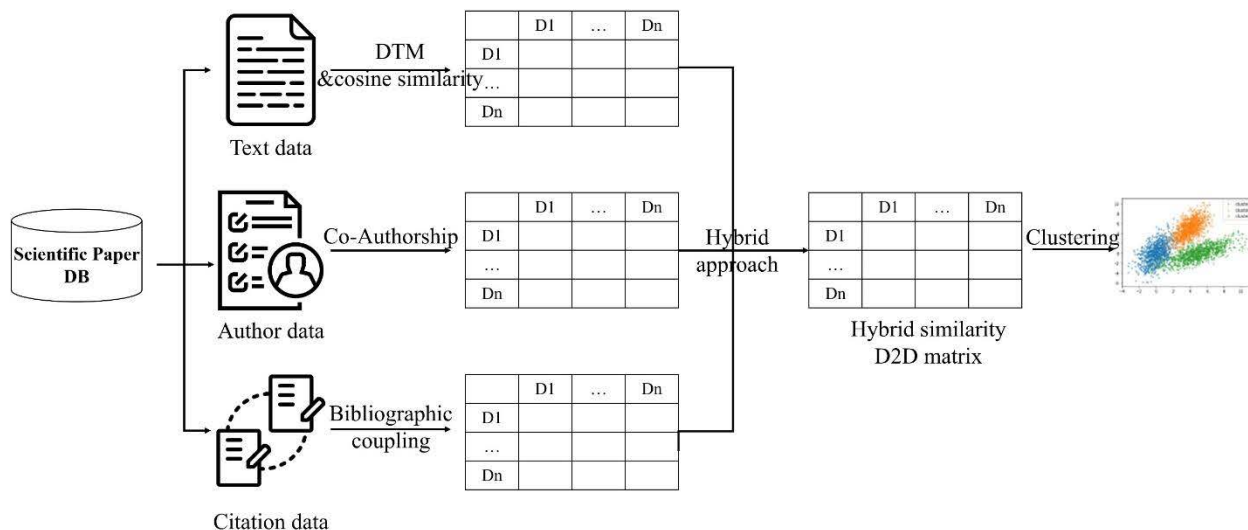 DTM
&cosine similarity
D1 … Dn
D1
…
Dn
Text data
Scientific Paper
DB
Co-Authorship
D1 … Dn
D1
…
Dn
Author data
Hybrid
approach
D1 … Dn
D1
…
Dn
Hybrid similarity
D2D matrix
Clustering
Bibliographic
coupling
D1 … Dn
D1
…
Dn
Citation data